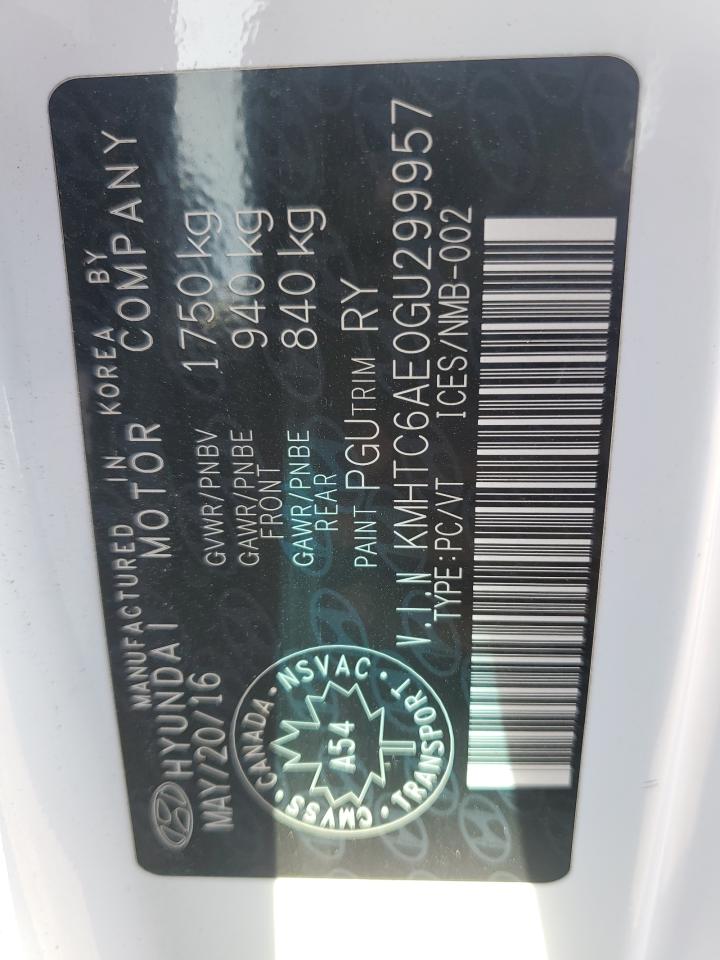 MANUFACTURED IN KOREA BY
HYUNDAI MOTOR COMPANY
MAY/20/16
GVWR/PNBV 1750 kg
GAWR/PNBE FRONT 940 kg
GAWR/PNBE REAR 840 kg
CANADA · NSVAC · TRANSPORT · CMVSS ·
A54
PAINT PGU TRIM RY
V.I.N KMHTC6AE0GU299957
TYPE:PC/VT ICES/NMB-002